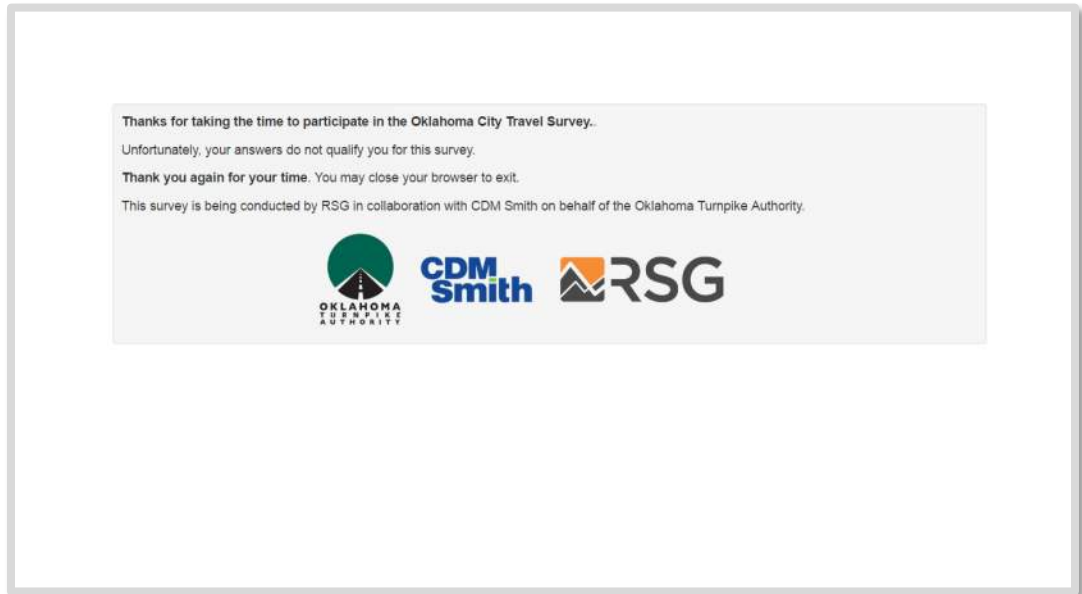 Thanks for taking the time to participate in the Oklahoma City Travel Survey..
Unfortunately, your answers do not qualify you for this survey.
Thank you again for your time. You may close your browser to exit.
This survey is being conducted by RSG in collaboration with CDM Smith on behalf of the Oklahoma Turnpike Authority.
OKLAHOMA
TURNPIKE
AUTHORITY
CDM
Smith
RSG